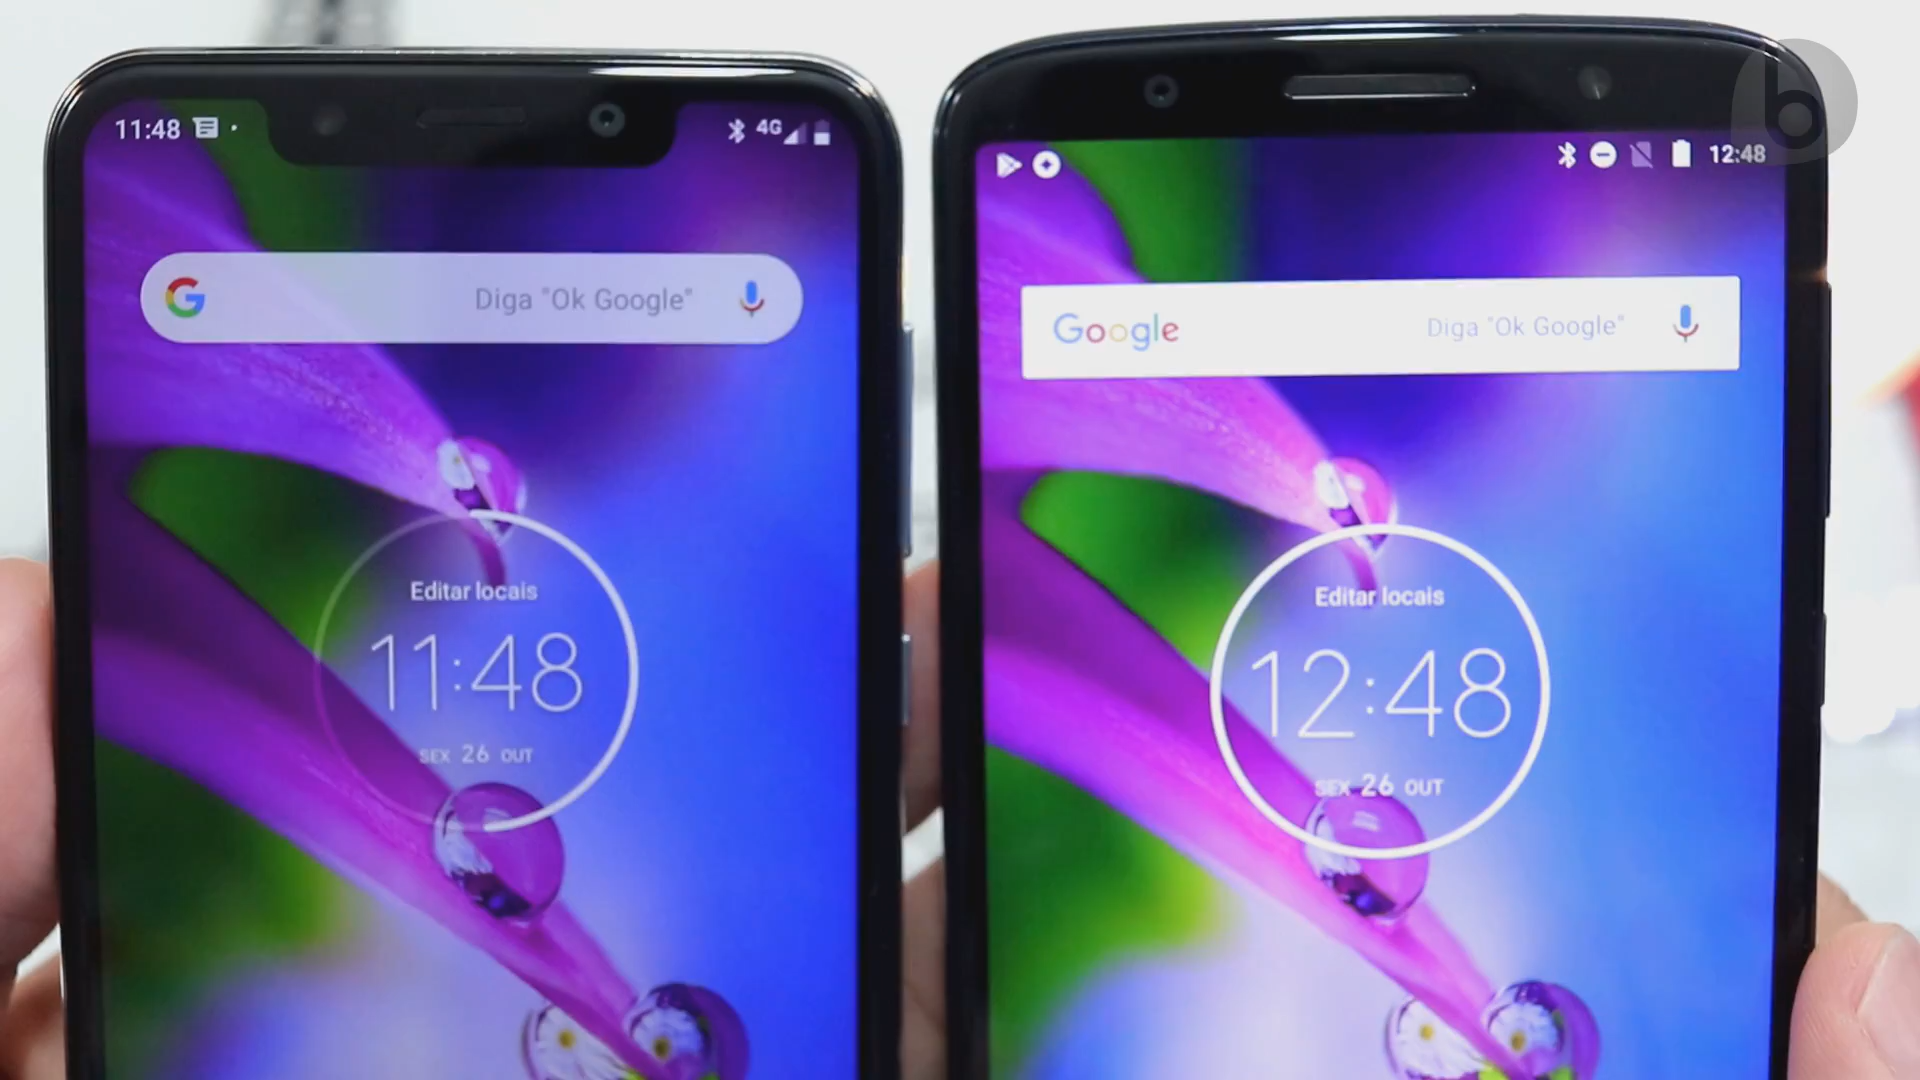 11:48
4G
Diga "Ok Google"
Editar locais
11:48
SEX 26 OUT
12:48
Google
Diga "Ok Google"
Editar locais
12:48
SEX 26 OUT
b